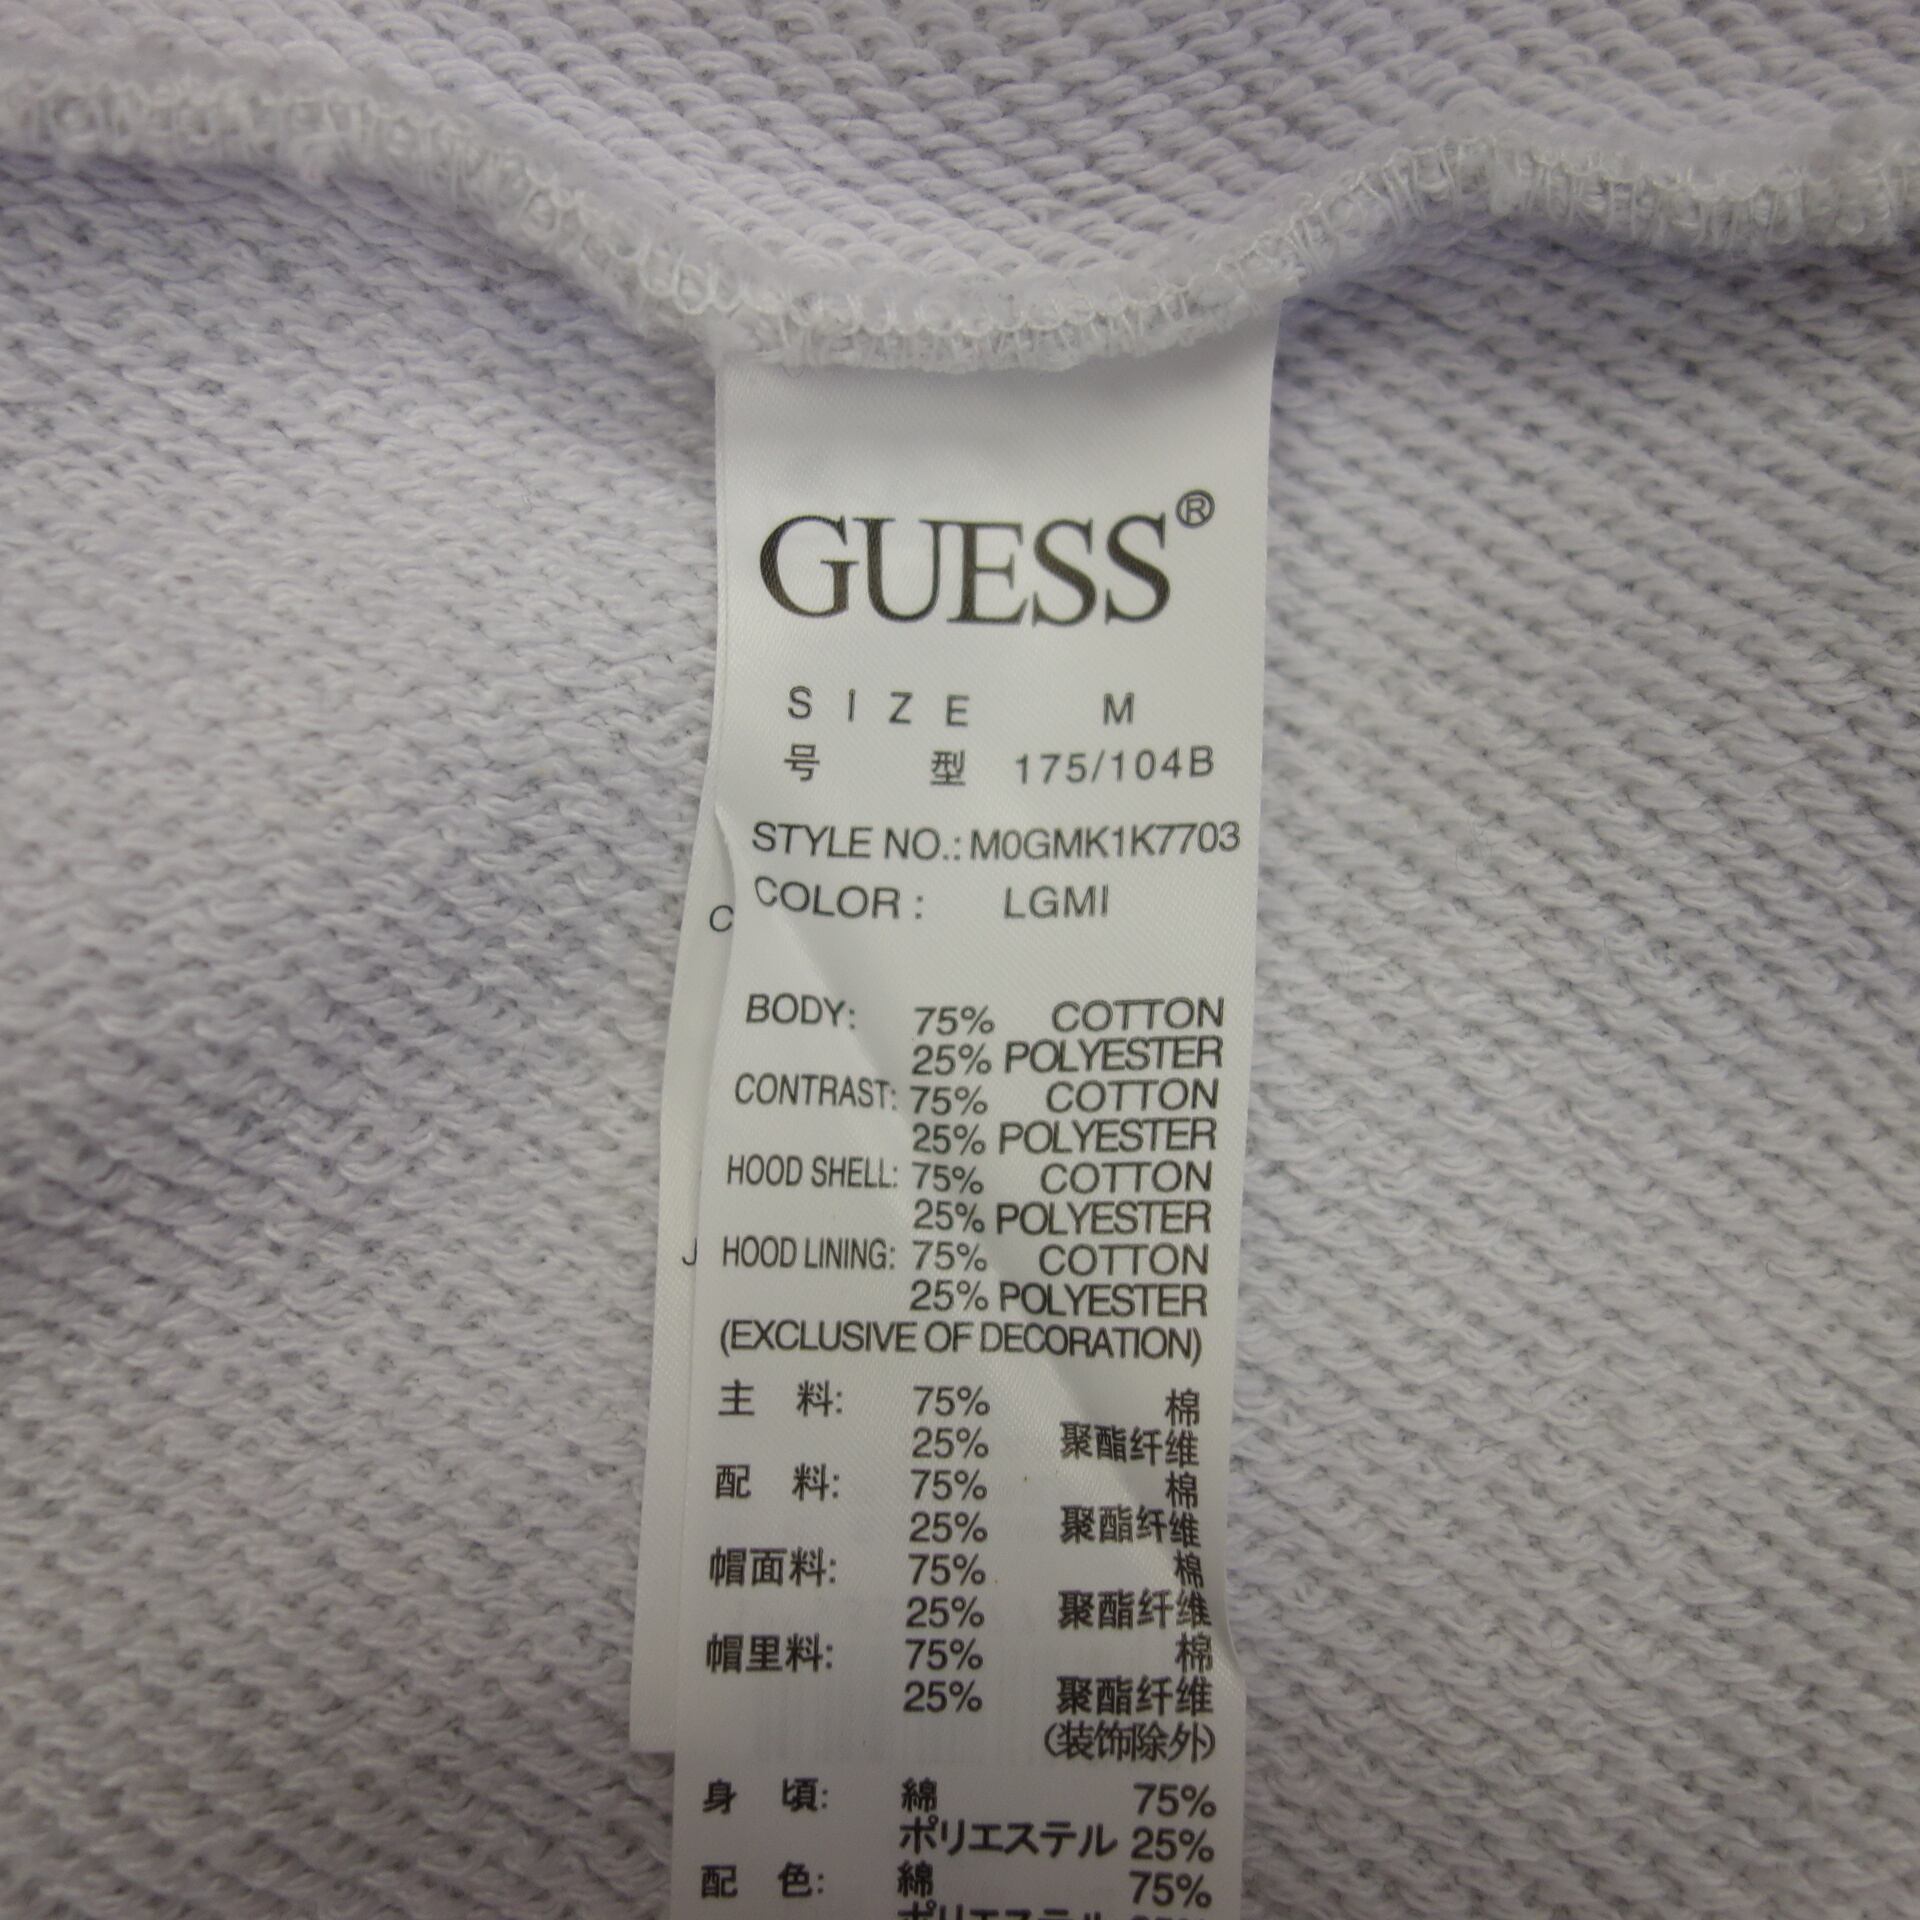 GUESS®
SIZE M
号 型 175/104B
STYLE NO.: M0GMK1K7703
COLOR : LGMI
C
BODY: 75% COTTON
25% POLYESTER
CONTRAST: 75% COTTON
25% POLYESTER
HOOD SHELL: 75% COTTON
25% POLYESTER
J
HOOD LINING: 75% COTTON
25% POLYESTER
(EXCLUSIVE OF DECORATION)
主 料: 75% 棉
25% 聚酯纤维
配 料: 75% 棉
25% 聚酯纤维
帽面料: 75% 棉
25% 聚酯纤维
帽里料: 75% 棉
25% 聚酯纤维
(装饰除外)
身 頃: 綿 75%
ポリエステル 25%
配 色: 綿 75%